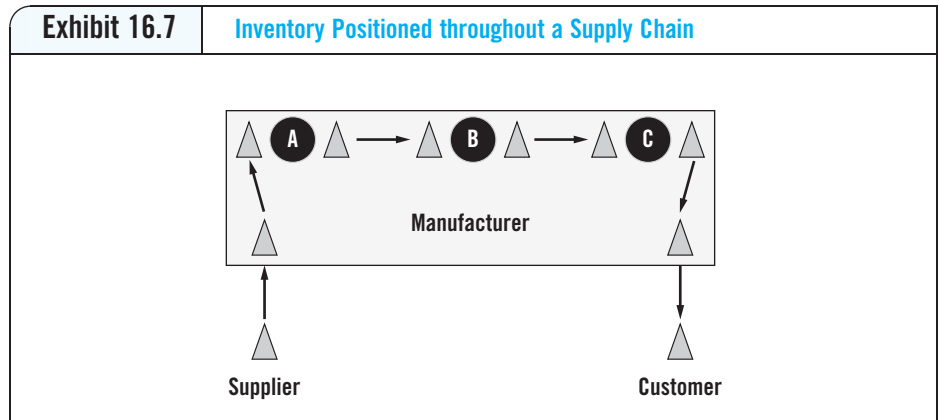 Exhibit 16.7
Inventory Positioned throughout a Supply Chain
A
B
C
Manufacturer
Supplier
Customer